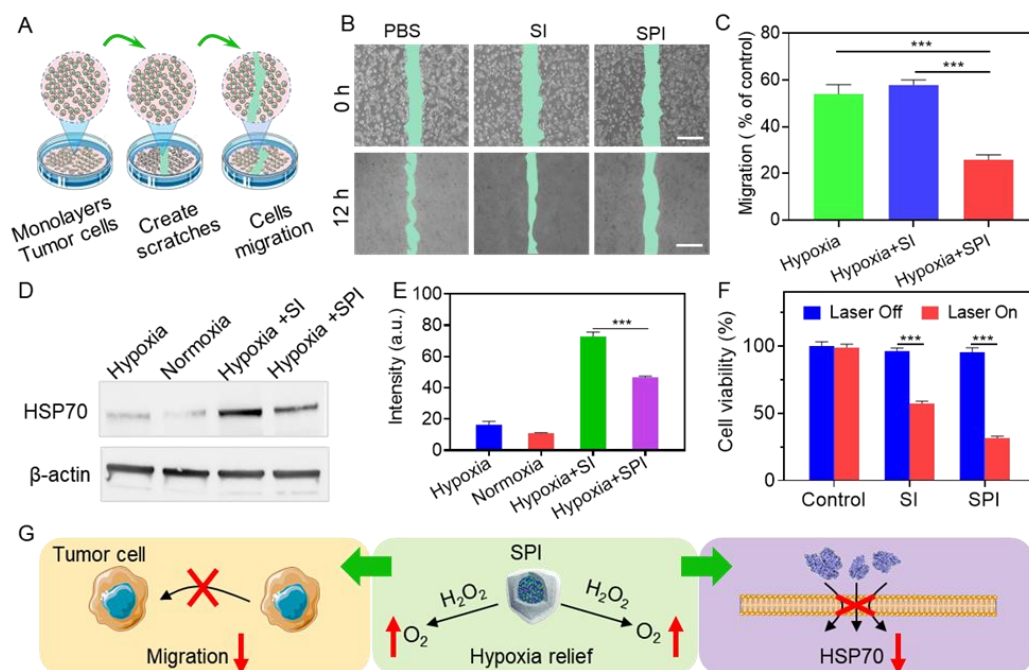 A
Monolayers
Tumor cells
Create
scratches
Cells
migration
B
PBS
SI
SPI
0 h
12 h
C
Migration ( % of control)
80
60
40
20
0
***
***
Hypoxia
Hypoxia+SI
Hypoxia+SPI
D
Hypoxia
Normoxia
Hypoxia +SI
Hypoxia +SPI
HSP70
β-actin
E
Intensity (a.u.)
100
80
60
40
20
0
***
Hypoxia
Normoxia
Hypoxia+SI
Hypoxia+SPI
F
Cell viability (%)
Laser Off
Laser On
100
50
0
***
***
Control
SI
SPI
G
Tumor cell
Migration
SPI
H2O2
H2O2
O2
O2
Hypoxia relief
HSP70